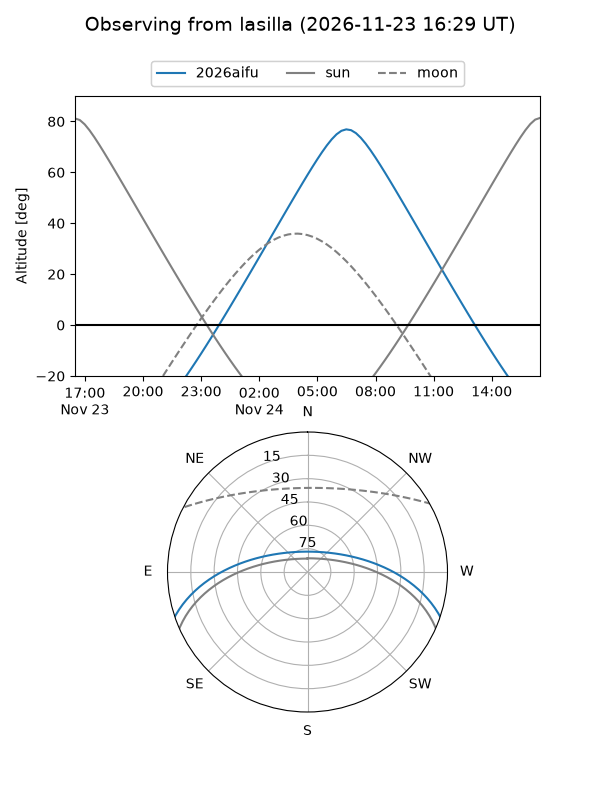 Observing from lasilla (2026-11-23 16:29 UT)
2026aifu sun moon
Altitude [deg]
80
60
40
20
0
−20
17:00 20:00 23:00 02:00 05:00 08:00 11:00 14:00
Nov 23 Nov 24
N
NE NW
15
30
45
60
75
E W
SE SW
S